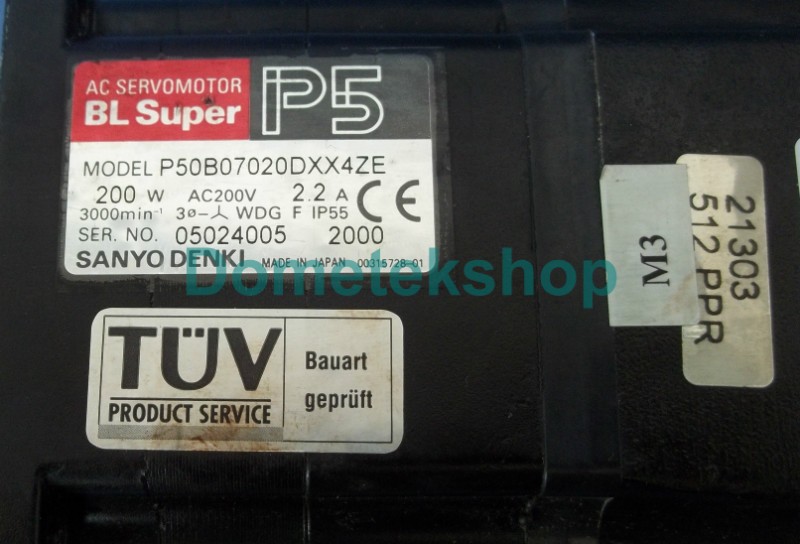 AC SERVOMOTOR
BL Super P5
MODEL P50B07020DXX4ZE
200 W AC200V 2.2 A CE
3000min⁻¹ 3ø-⅄ WDG F IP55
SER. NO. 05024005 2000
SANYO DENKI MADE IN JAPAN 00315728-01
Dometekshop
TÜV
PRODUCT SERVICE
Bauart
geprüft
M3
21303
512 PPR